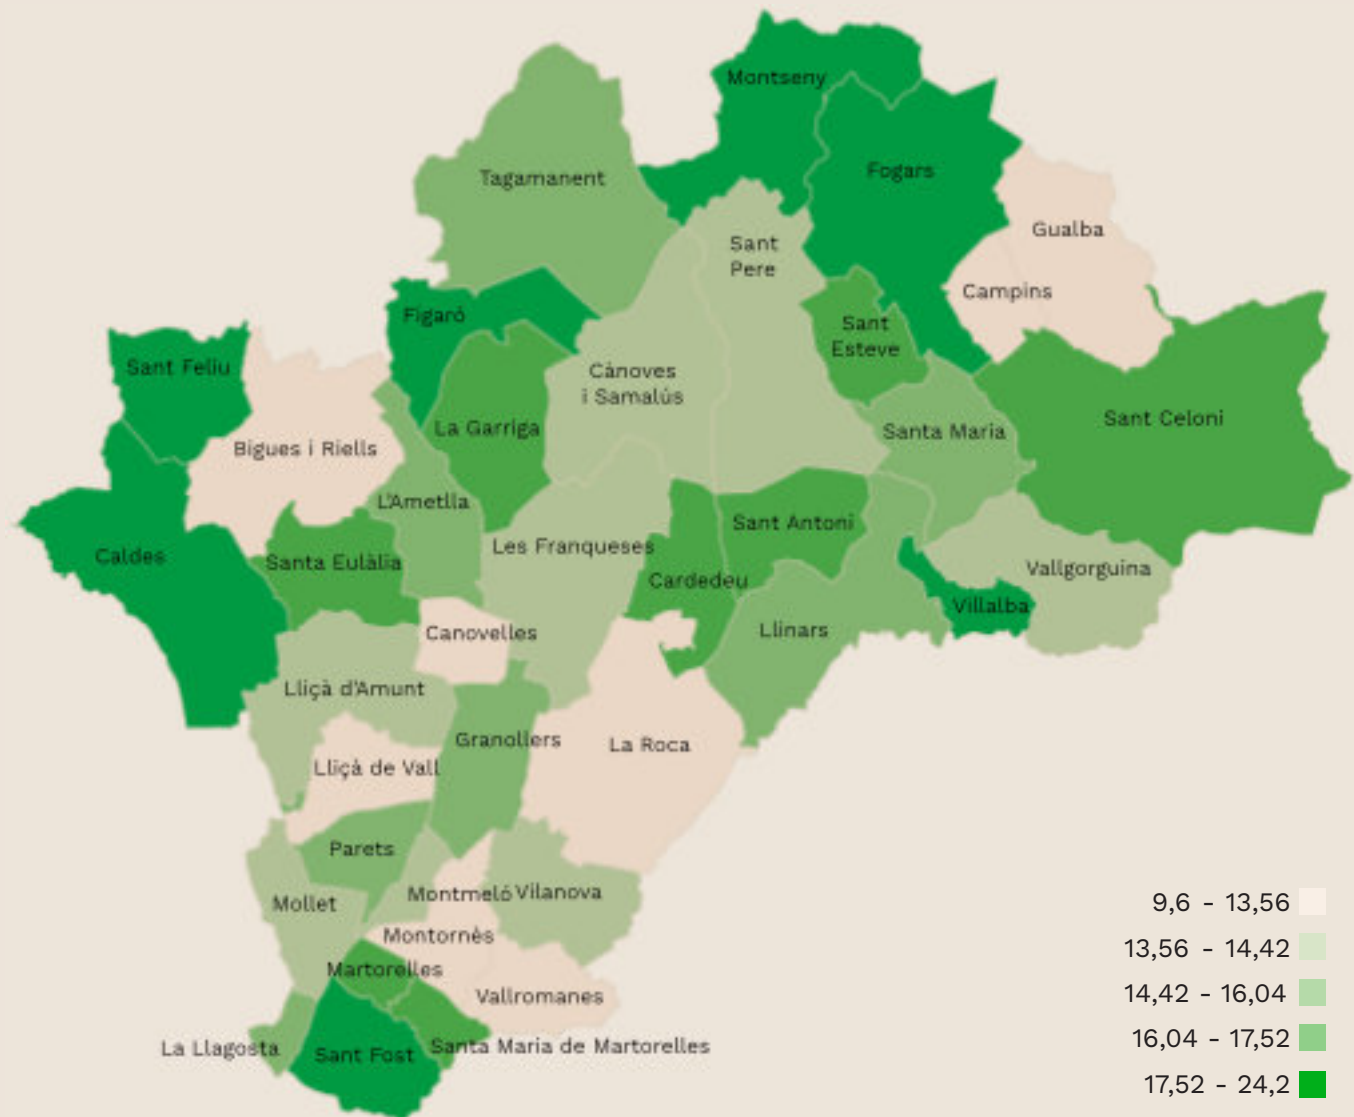 Montseny
Fogars
Tagamanent
Gualba
Sant
Pere
Campins
Figaró
Sant
Esteve
Sant Feliu
Cànoves
i Samalús
Sant Celoni
La Garriga
Santa Maria
Bigues i Riells
L'Ametlla
Sant Antoni
Les Franqueses
Caldes
Santa Eulàlia
Vallgorguina
Cardedeu
Villalba
Llinars
Canovelles
Lliçà d'Amunt
Granollers
La Roca
Lliçà de Vall
Parets
Montmeló
Vilanova
Mollet
Montornès
Martorelles
Vallromanes
La Llagosta
Sant Fost
Santa Maria de Martorelles
9,6 - 13,56
13,56 - 14,42
14,42 - 16,04
16,04 - 17,52
17,52 - 24,2